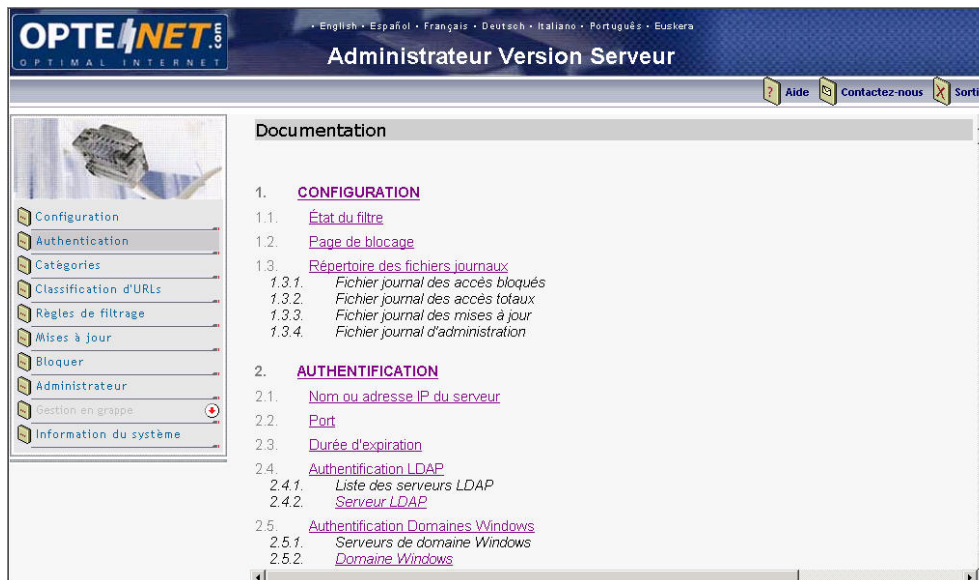 OPTENET.com
OPTIMAL INTERNET
· English · Español · Français · Deutsch · Italiano · Português · Euskera
Administrateur Version Serveur
Aide Contactez-nous Sorti
Configuration
Authentication
Catégories
Classification d'URLs
Règles de filtrage
Mises à jour
Bloquer
Administrateur
Gestion en grappe
Information du système
Documentation
1. CONFIGURATION
1.1. État du filtre
1.2. Page de blocage
1.3. Répertoire des fichiers journaux
1.3.1. Fichier journal des accès bloqués
1.3.2. Fichier journal des accès totaux
1.3.3. Fichier journal des mises à jour
1.3.4. Fichier journal d'administration
2. AUTHENTIFICATION
2.1. Nom ou adresse IP du serveur
2.2. Port
2.3. Durée d'expiration
2.4. Authentification LDAP
2.4.1. Liste des serveurs LDAP
2.4.2. Serveur LDAP
2.5. Authentification Domaines Windows
2.5.1. Serveurs de domaine Windows
2.5.2. Domaine Windows